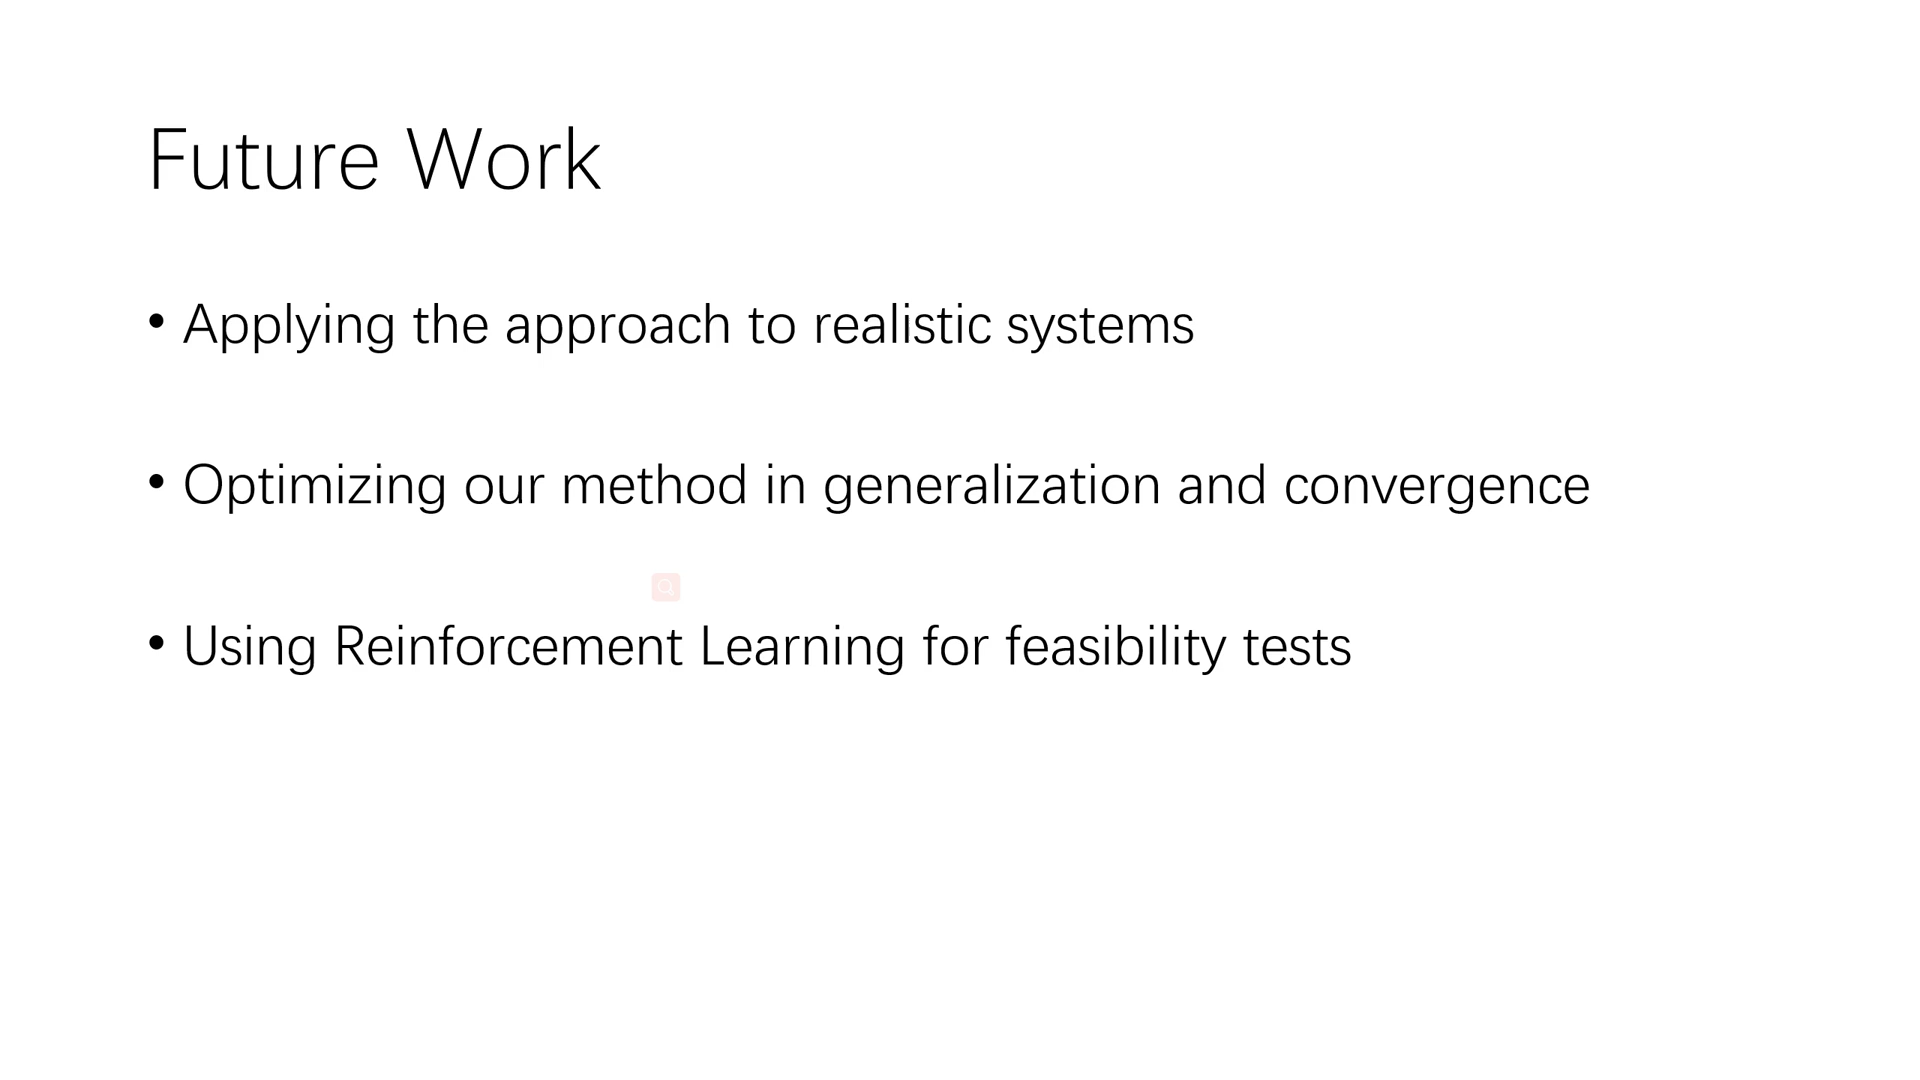 Future Work
• Applying the approach to realistic systems
• Optimizing our method in generalization and convergence
• Using Reinforcement Learning for feasibility tests